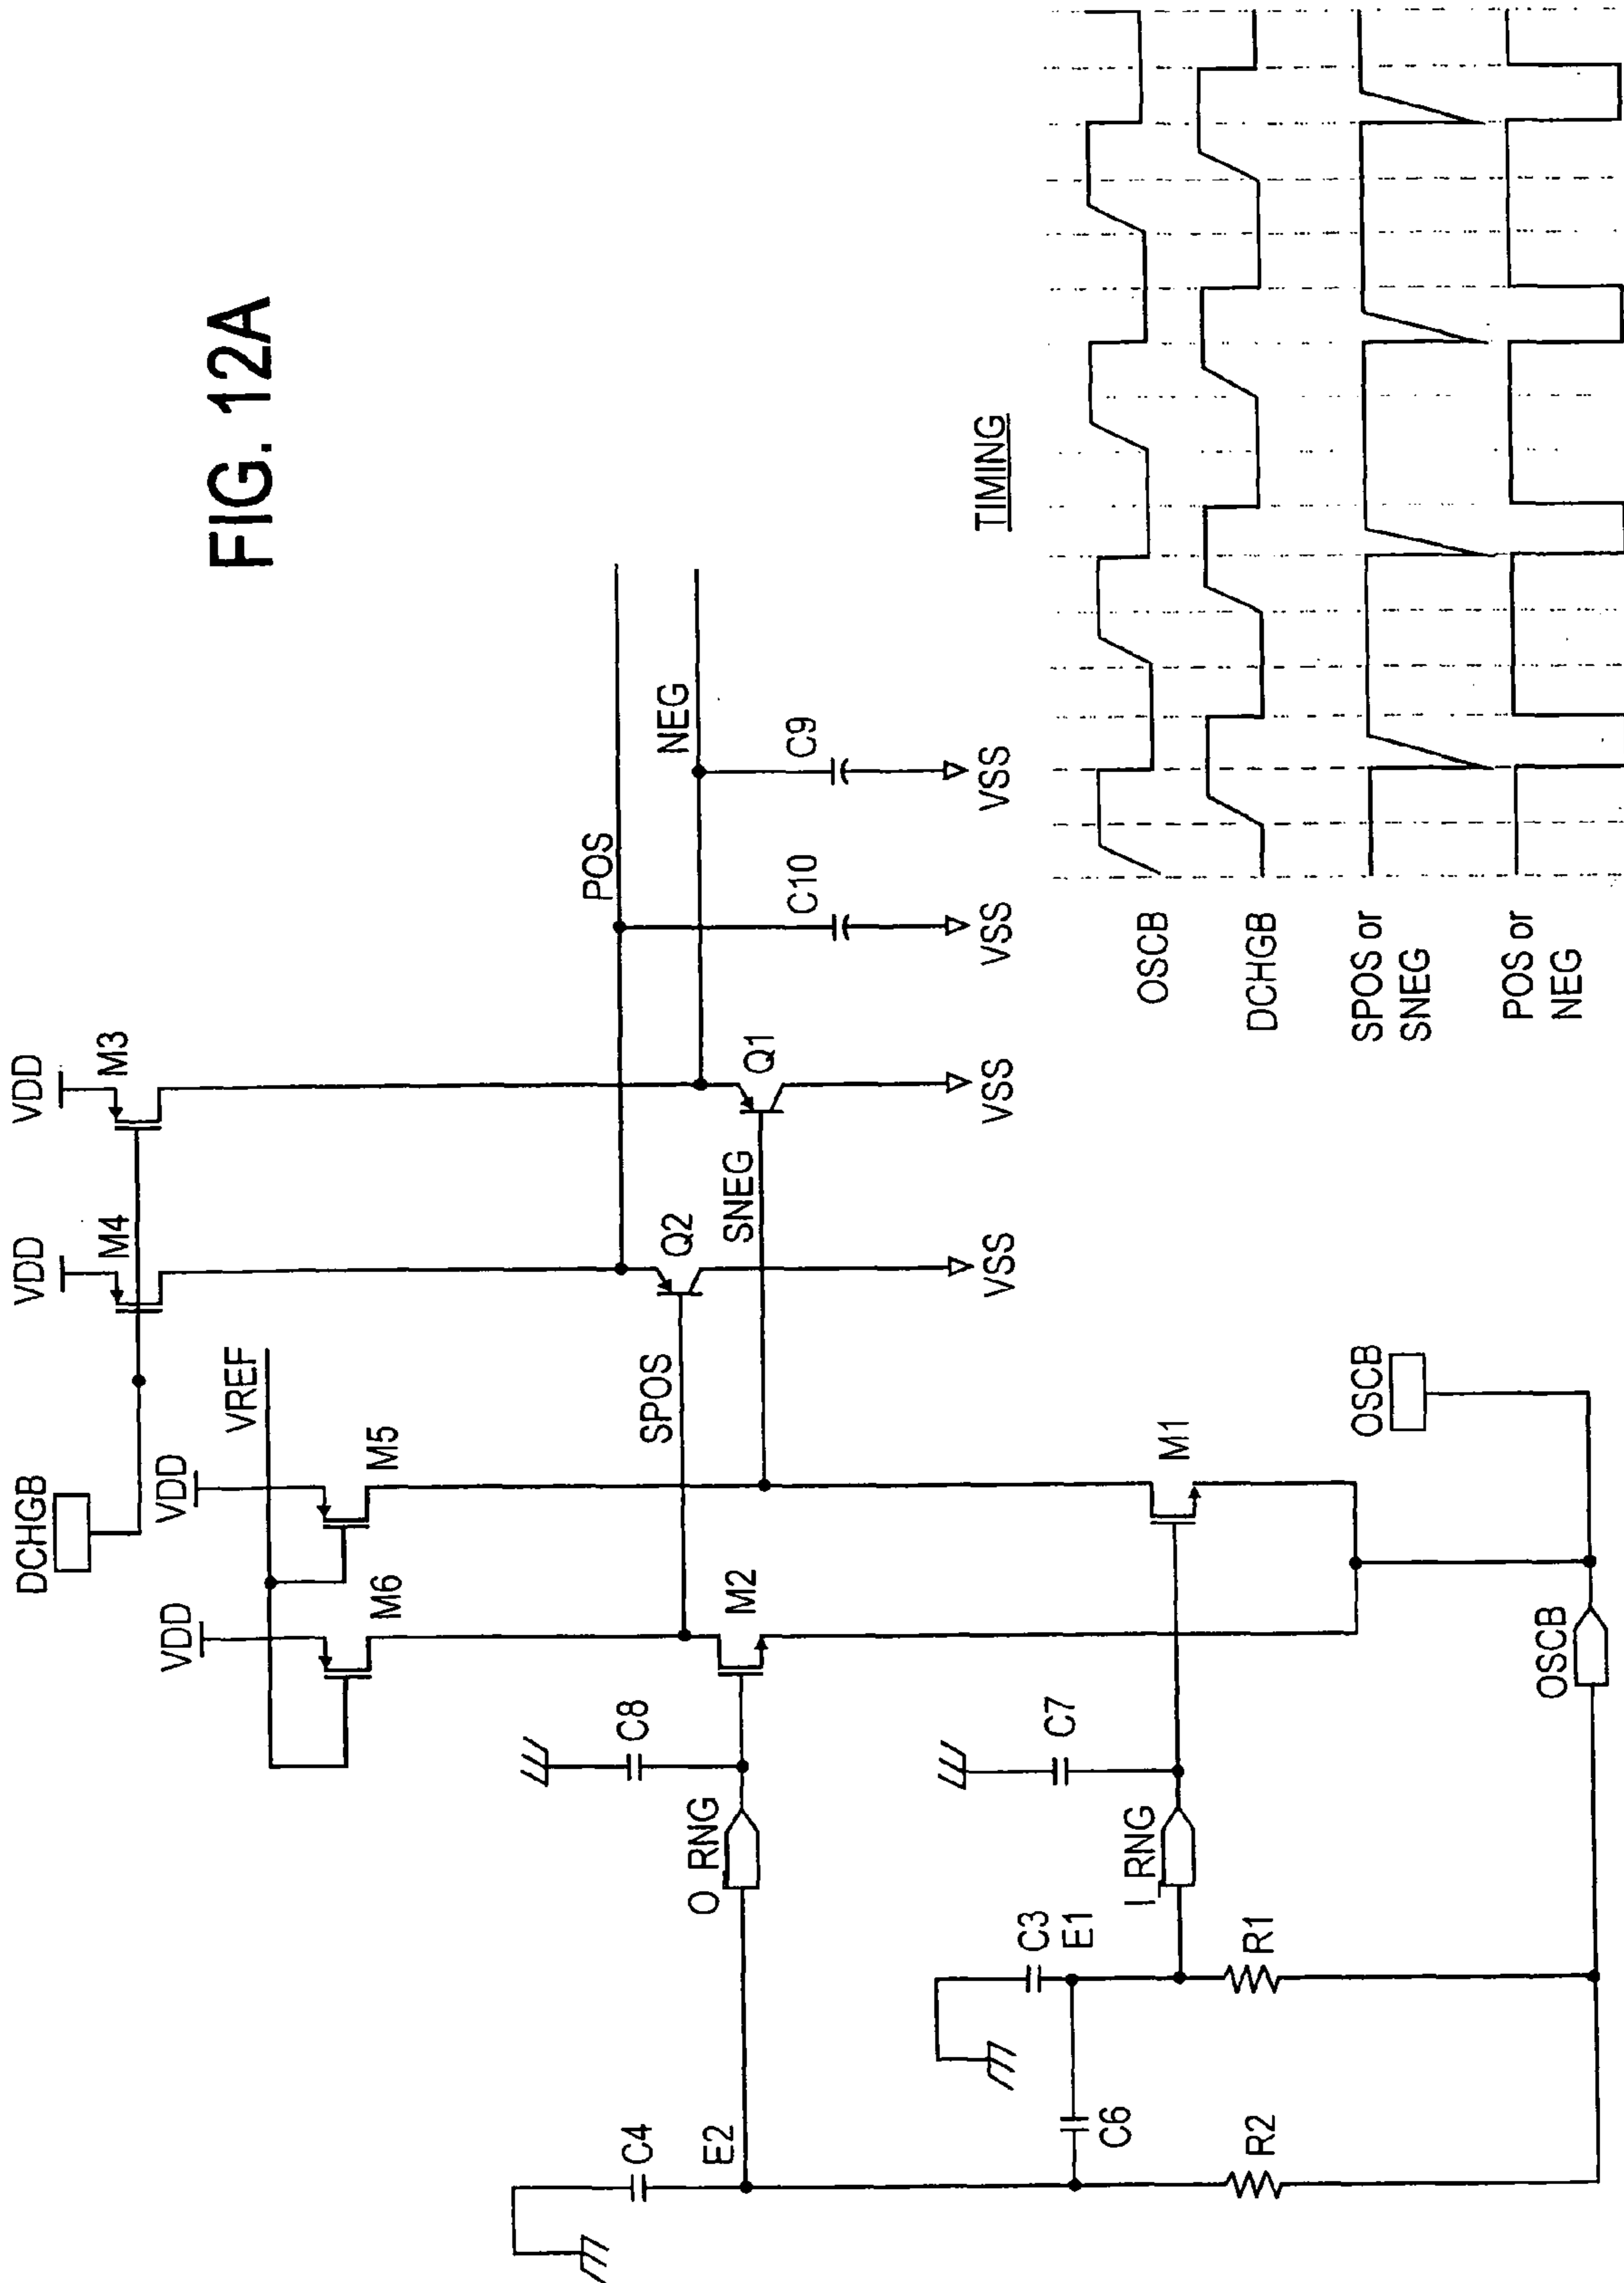 FIG. 12A
VDD
M3
VDD
M4
DCHGB
VREF
VDD
M5
VDD
M6
POS
NEG
C10
C9
VSS
VSS
Q2
SPOS
SNEG
Q1
VSS
VSS
C8
M2
O_RNG
C4
E2
C7
M1
I_RNG
C3
E1
C6
R1
R2
OSCB
OSCB
TIMING
OSCB
DCHGB
SPOS or
SNEG
POS or
NEG